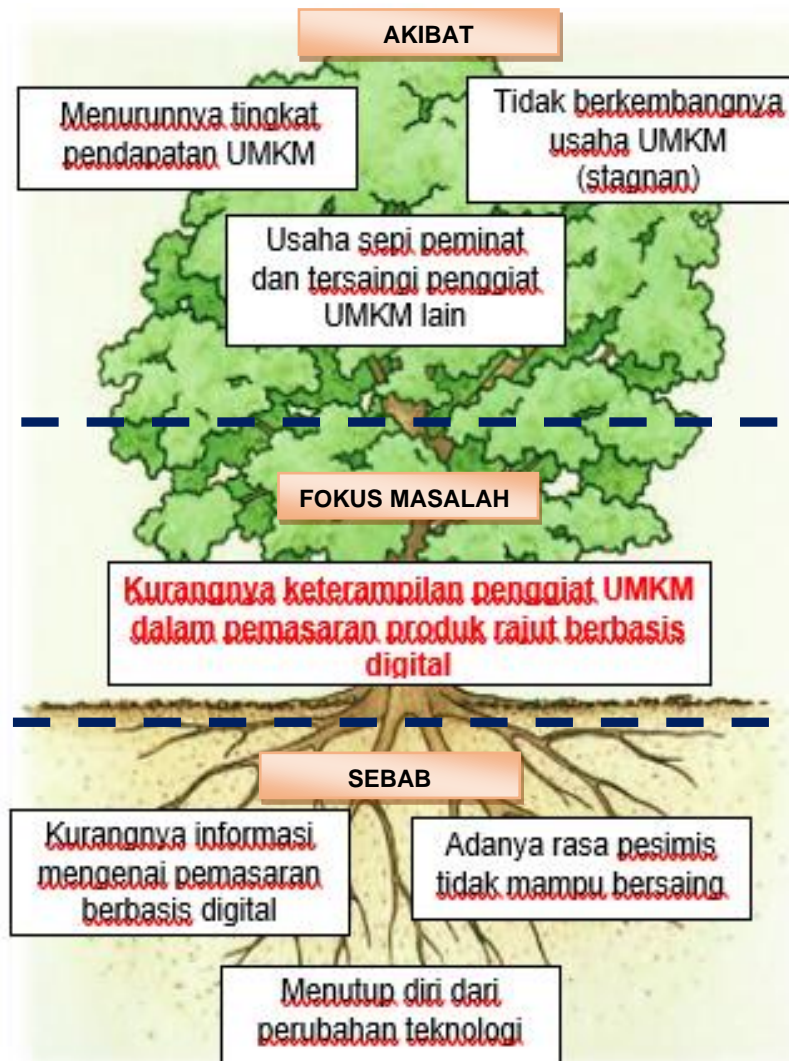 AKIBAT
Menurunnya tingkat
pendapatan UMKM
Tidak berkembangnya
usaha UMKM
(stagnan)
Usaha sepi peminat
dan tersaingi penggiat
UMKM lain
FOKUS MASALAH
Kurangnya keterampilan penggiat UMKM
dalam pemasaran produk rajut berbasis
digital
SEBAB
Kurangnya informasi
mengenai pemasaran
berbasis digital
Adanya rasa pesimis
tidak mampu bersaing
Menutup diri dari
perubahan teknologi